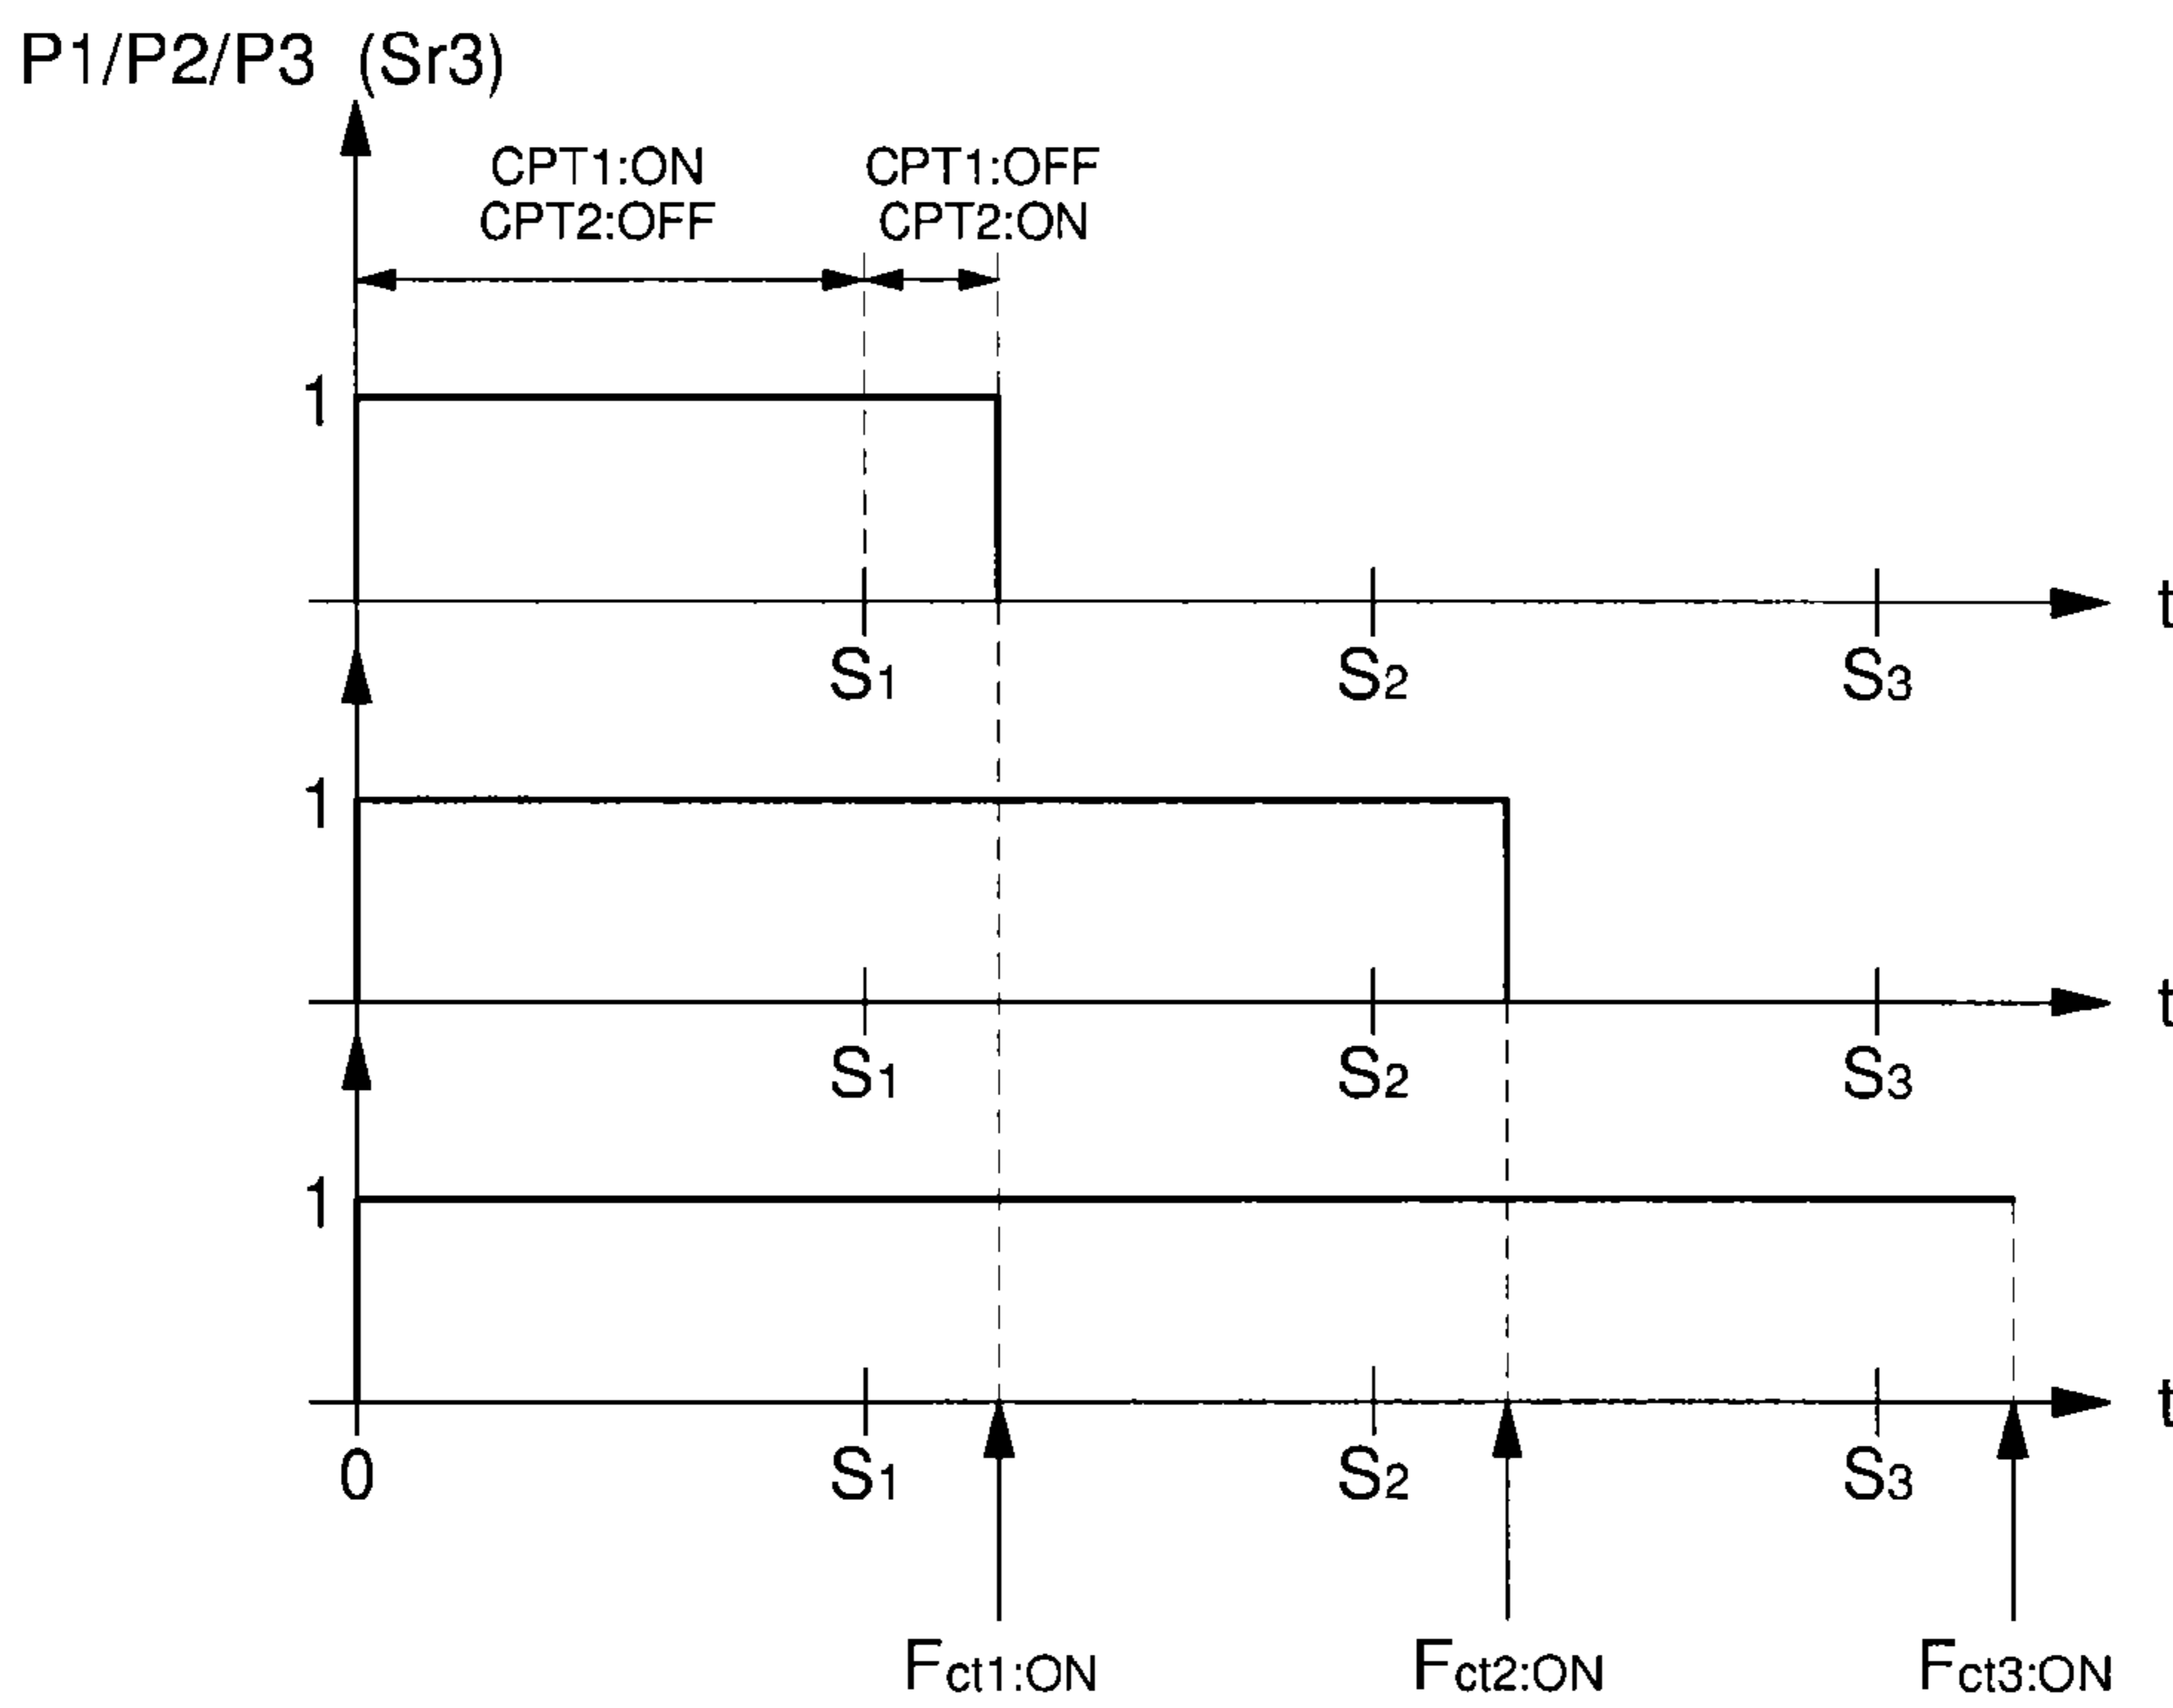 P1/P2/P3 (Sr3)
CPT1:ON CPT1:OFF
CPT2:OFF CPT2:ON
1
t
S1 S2 S3
1
t
S1 S2 S3
1
t
0 S1 S2 S3
Fct1:ON Fct2:ON Fct3:ON